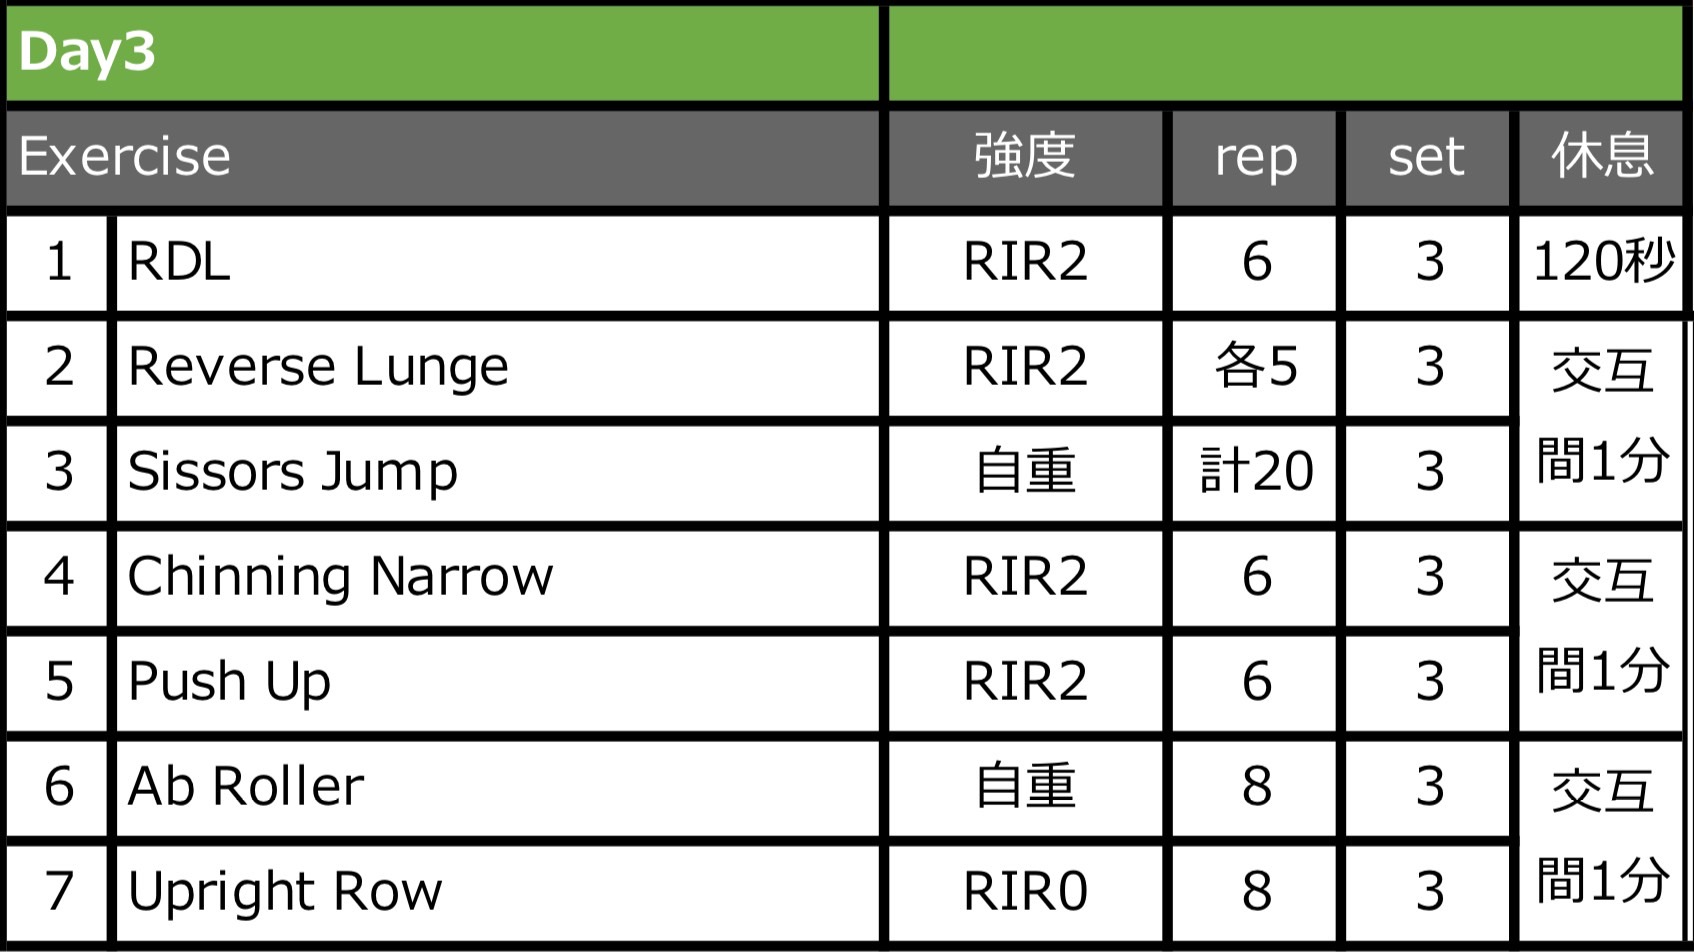 Day3
Exercise 強度 rep set 休息
1 RDL RIR2 6 3 120秒
2 Reverse Lunge RIR2 各5 3 交互
3 Sissors Jump 自重 計20 3 間1分
4 Chinning Narrow RIR2 6 3 交互
5 Push Up RIR2 6 3 間1分
6 Ab Roller 自重 8 3 交互
7 Upright Row RIR0 8 3 間1分